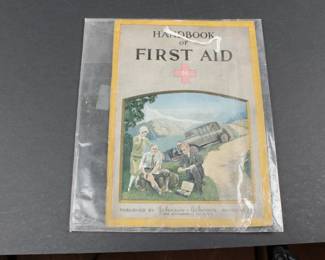 HANDBOOK
OF
FIRST AID
PUBLISHED BY Johnson & Johnson